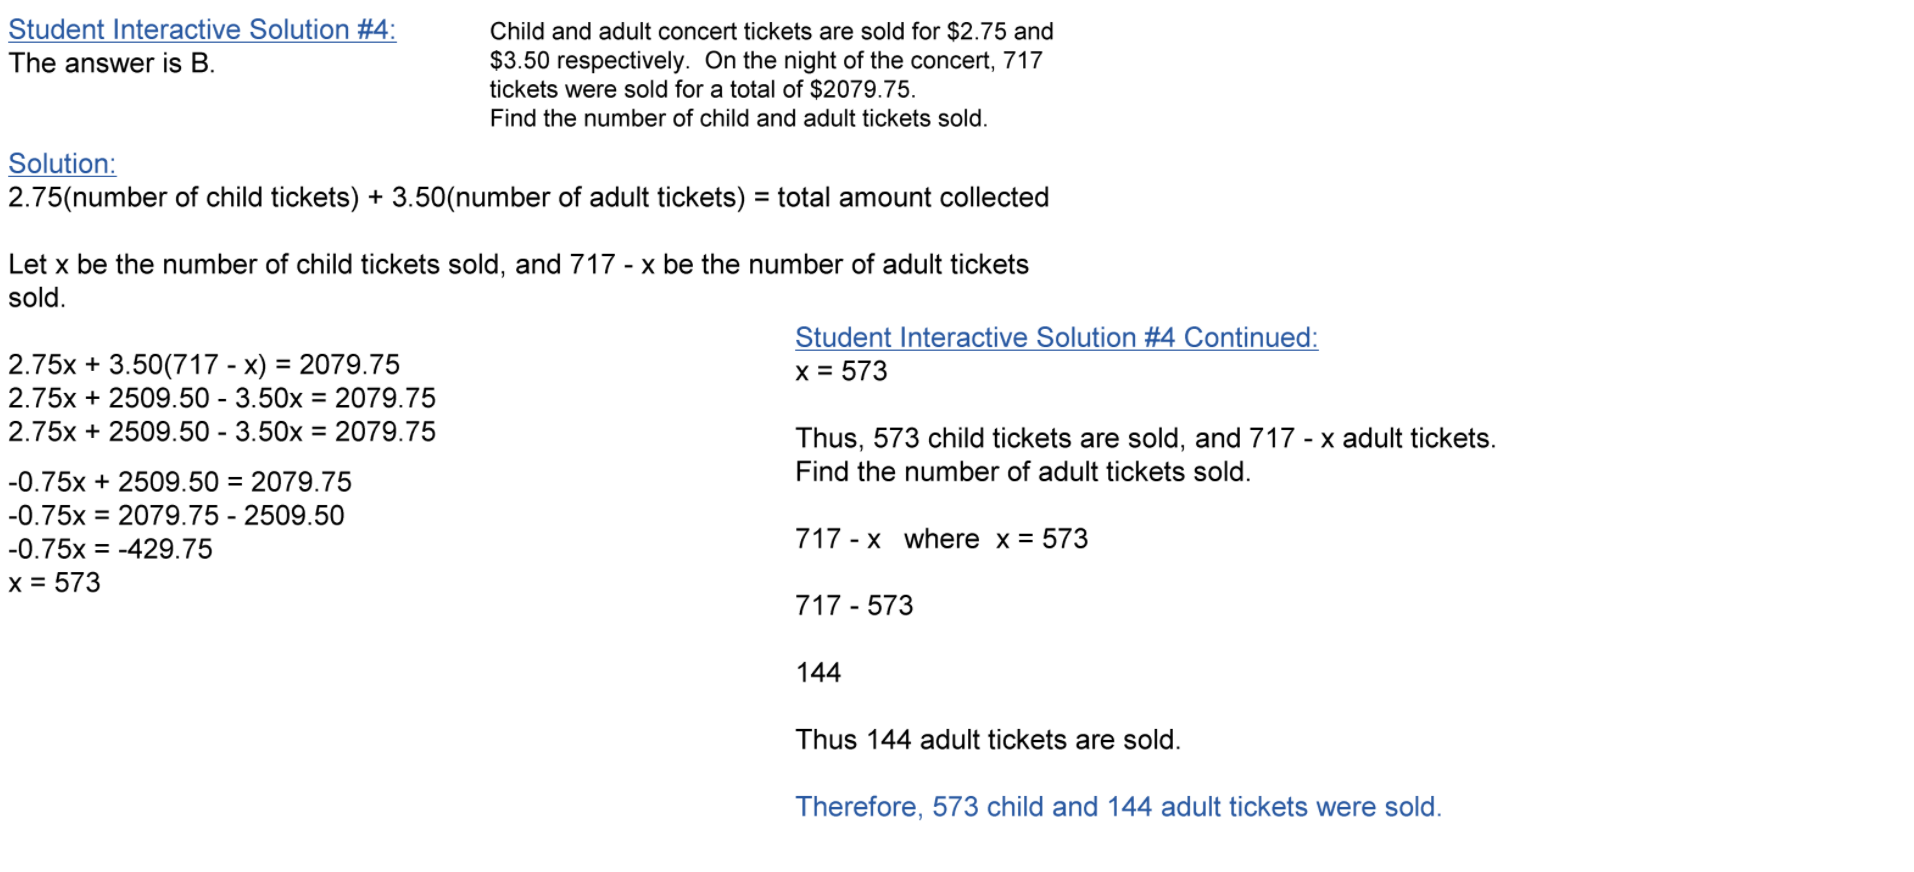 Student Interactive Solution #4:
The answer is B.
Child and adult concert tickets are sold for $2.75 and
$3.50 respectively.  On the night of the concert, 717
tickets were sold for a total of $2079.75.
Find the number of child and adult tickets sold.
Solution:
2.75(number of child tickets) + 3.50(number of adult tickets) = total amount collected
Let x be the number of child tickets sold, and 717 - x be the number of adult tickets
sold.
2.75x + 3.50(717 - x) = 2079.75
2.75x + 2509.50 - 3.50x = 2079.75
2.75x + 2509.50 - 3.50x = 2079.75
-0.75x + 2509.50 = 2079.75
-0.75x = 2079.75 - 2509.50
-0.75x = -429.75
x = 573
Student Interactive Solution #4 Continued:
x = 573
Thus, 573 child tickets are sold, and 717 - x adult tickets.
Find the number of adult tickets sold.
717 - x   where  x = 573
717 - 573
144
Thus 144 adult tickets are sold.
Therefore, 573 child and 144 adult tickets were sold.